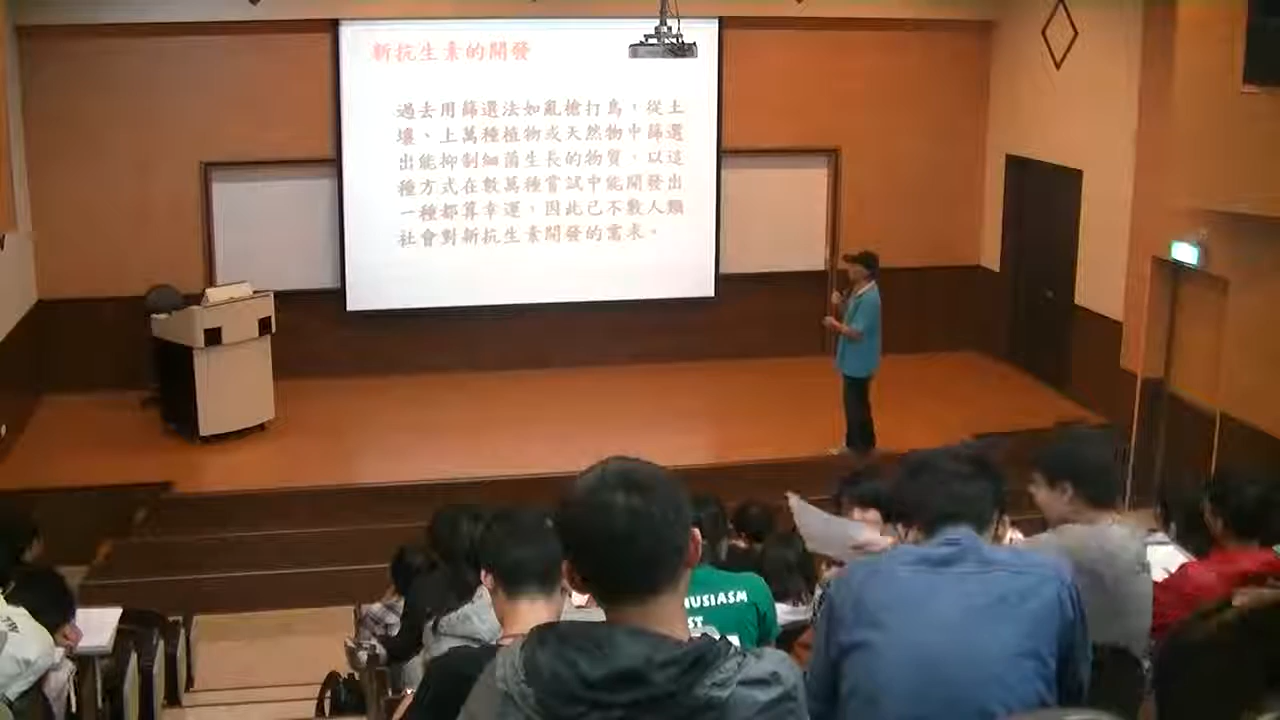 新抗生素的開發
過去用篩選法如亂槍打鳥，從土
壤、上萬種植物或天然物中篩選
出能抑制細菌生長的物質，以這
種方式在數萬種嘗試中能開發出
一種都算幸運，因此已不敷人類
社會對新抗生素開發的需求。
USIASM
ST